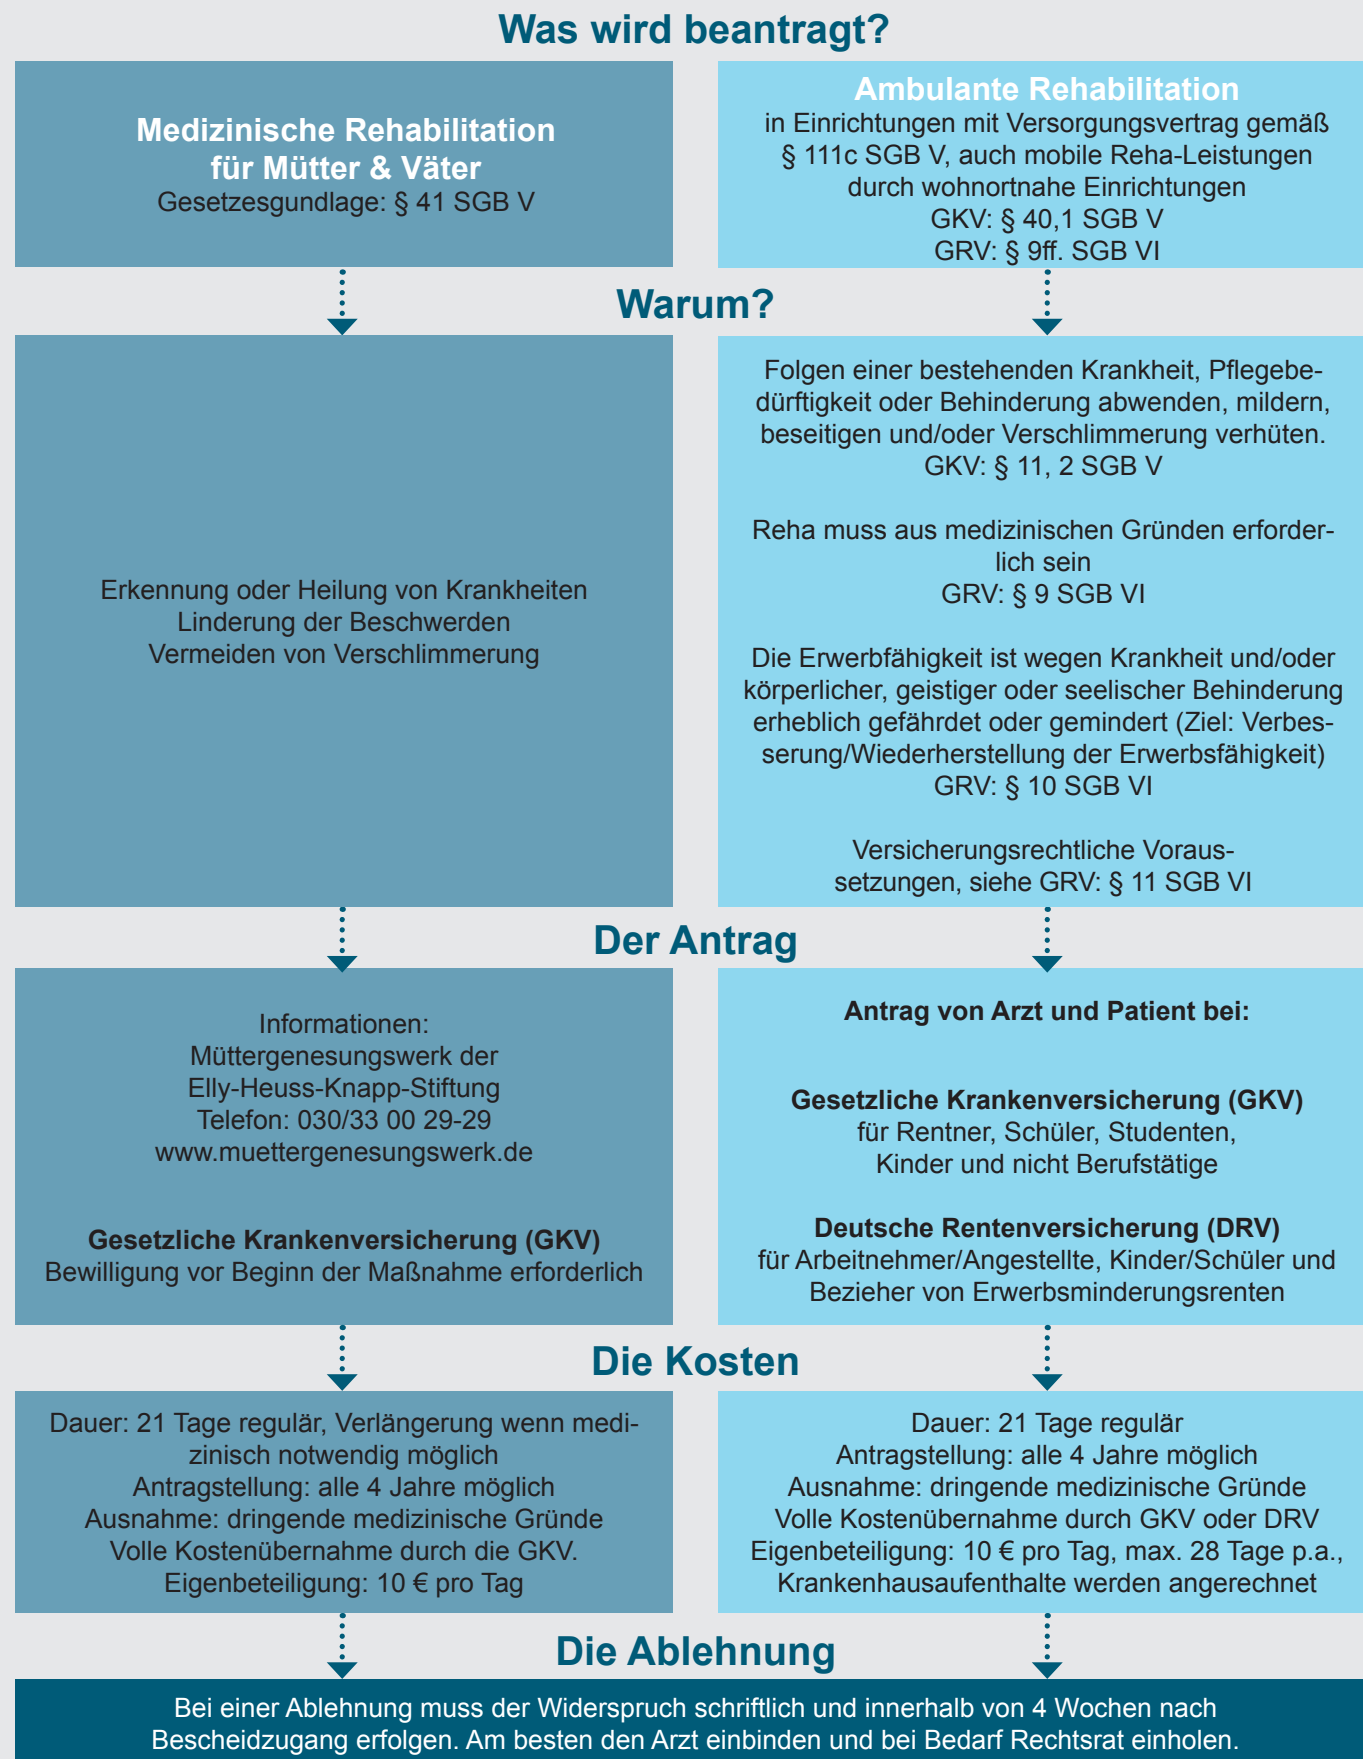 Was wird beantragt?
Medizinische Rehabilitation
für Mütter & Väter
Gesetzesgundlage: § 41 SGB V
Ambulante Rehabilitation
in Einrichtungen mit Versorgungsvertrag gemäß
§ 111c SGB V, auch mobile Reha-Leistungen
durch wohnortnahe Einrichtungen
GKV: § 40,1 SGB V
GRV: § 9ff. SGB VI
Warum?
Erkennung oder Heilung von Krankheiten
Linderung der Beschwerden
Vermeiden von Verschlimmerung
Folgen einer bestehenden Krankheit, Pflegebe-
dürftigkeit oder Behinderung abwenden, mildern,
beseitigen und/oder Verschlimmerung verhüten.
GKV: § 11, 2 SGB V
Reha muss aus medizinischen Gründen erforder-
lich sein
GRV: § 9 SGB VI
Die Erwerbfähigkeit ist wegen Krankheit und/oder
körperlicher, geistiger oder seelischer Behinderung
erheblich gefährdet oder gemindert (Ziel: Verbes-
serung/Wiederherstellung der Erwerbsfähigkeit)
GRV: § 10 SGB VI
Versicherungsrechtliche Voraus-
setzungen, siehe GRV: § 11 SGB VI
Der Antrag
Informationen:
Müttergenesungswerk der
Elly-Heuss-Knapp-Stiftung
Telefon: 030/33 00 29-29
www.muettergenesungswerk.de
Gesetzliche Krankenversicherung (GKV)
Bewilligung vor Beginn der Maßnahme erforderlich
Antrag von Arzt und Patient bei:
Gesetzliche Krankenversicherung (GKV)
für Rentner, Schüler, Studenten,
Kinder und nicht Berufstätige
Deutsche Rentenversicherung (DRV)
für Arbeitnehmer/Angestellte, Kinder/Schüler und
Bezieher von Erwerbsminderungsrenten
Die Kosten
Dauer: 21 Tage regulär, Verlängerung wenn medi-
zinisch notwendig möglich
Antragstellung: alle 4 Jahre möglich
Ausnahme: dringende medizinische Gründe
Volle Kostenübernahme durch die GKV.
Eigenbeteiligung: 10 € pro Tag
Dauer: 21 Tage regulär
Antragstellung: alle 4 Jahre möglich
Ausnahme: dringende medizinische Gründe
Volle Kostenübernahme durch GKV oder DRV
Eigenbeteiligung: 10 € pro Tag, max. 28 Tage p.a.,
Krankenhausaufenthalte werden angerechnet
Die Ablehnung
Bei einer Ablehnung muss der Widerspruch schriftlich und innerhalb von 4 Wochen nach
Bescheidzugang erfolgen. Am besten den Arzt einbinden und bei Bedarf Rechtsrat einholen.